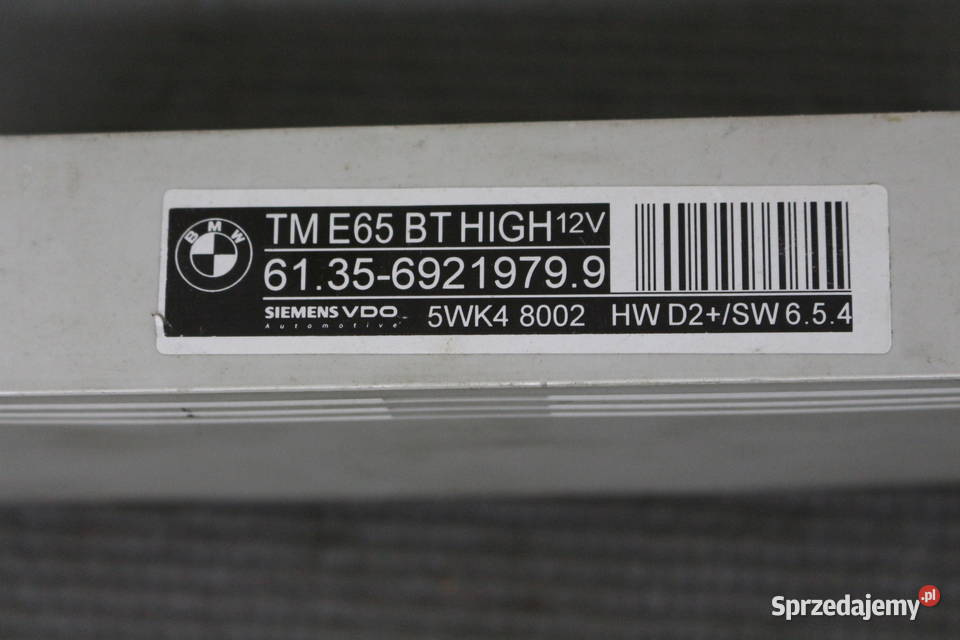 BMW
TM E65 BT HIGH 12V
61.35-6921979.9
SIEMENS VDO
Automotive
5WK4 8002 HW D2+/SW 6.5.4
Sprzedajemy.pl